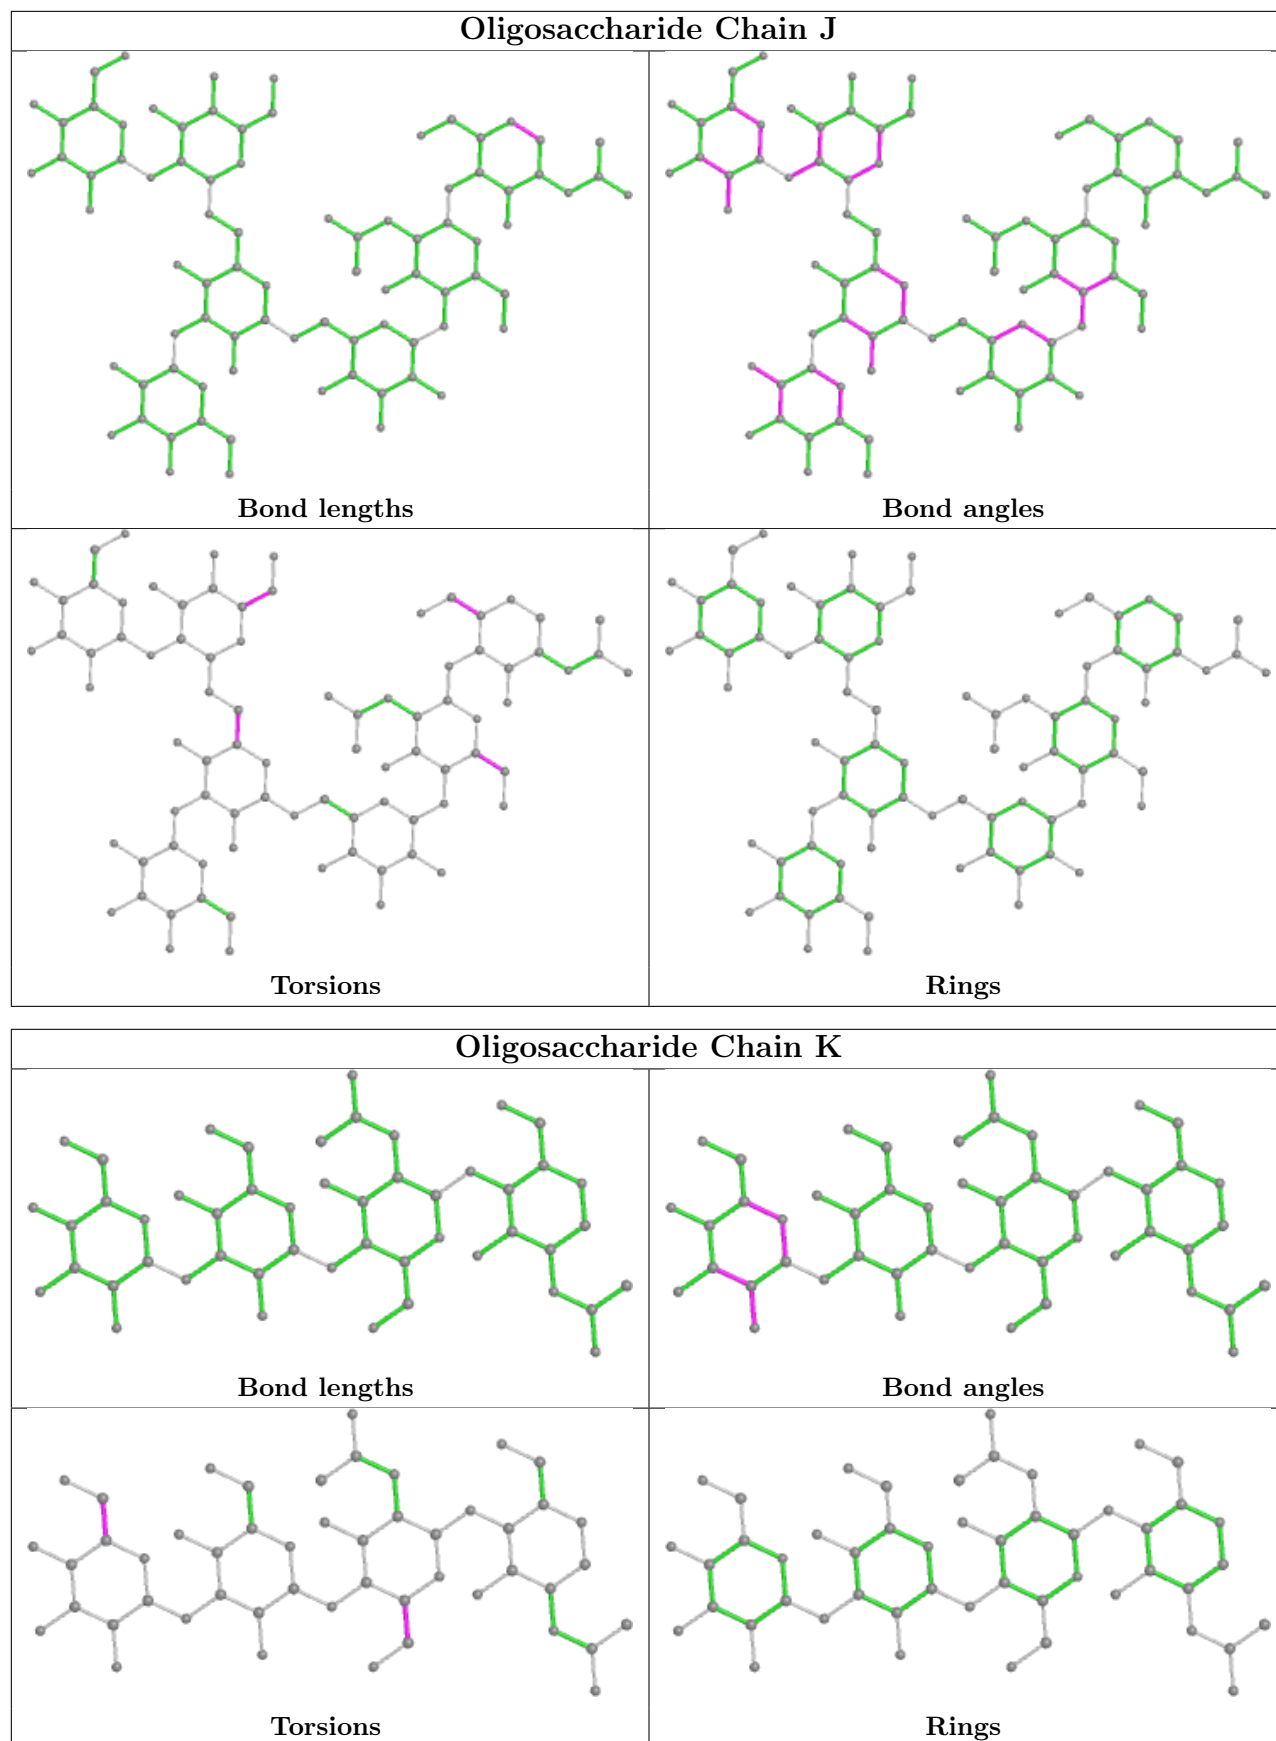 Oligosaccharide Chain J
Bond lengths
Bond angles
Torsions
Rings
Oligosaccharide Chain K
Bond lengths
Bond angles
Torsions
Rings